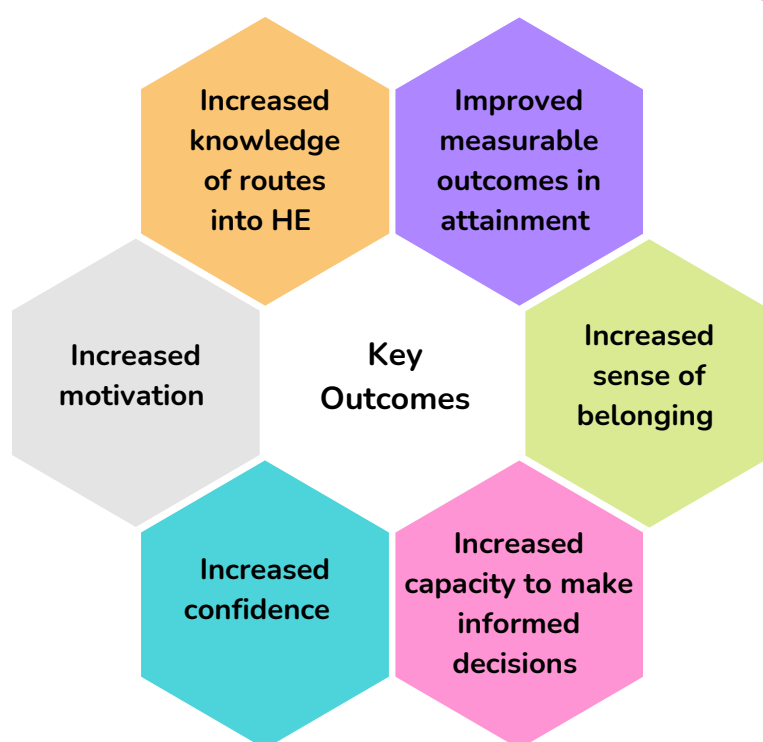 Increased
knowledge
of routes
into HE
Improved
measurable
outcomes in
attainment
Increased
motivation
Key
Outcomes
Increased
sense of
belonging
Increased
confidence
Increased
capacity to make
informed
decisions